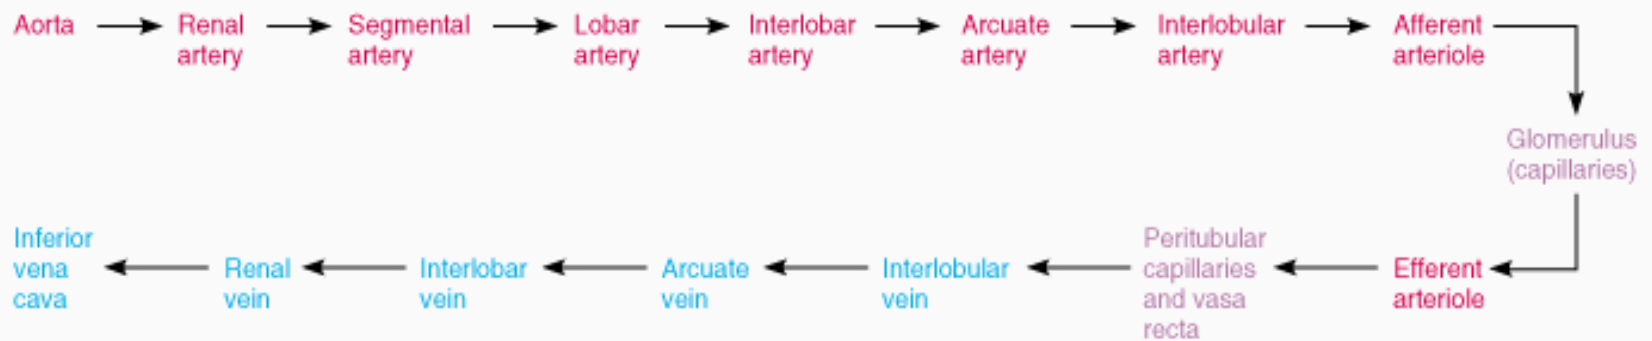 Aorta
Renal
artery
Segmental
artery
Lobar
artery
Interlobar
artery
Arcuate
artery
Interlobular
artery
Afferent
arteriole
Glomerulus
(capillaries)
Efferent
arteriole
Peritubular
capillaries
and vasa
recta
Interlobular
vein
Arcuate
vein
Interlobar
vein
Renal
vein
Inferior
vena
cava